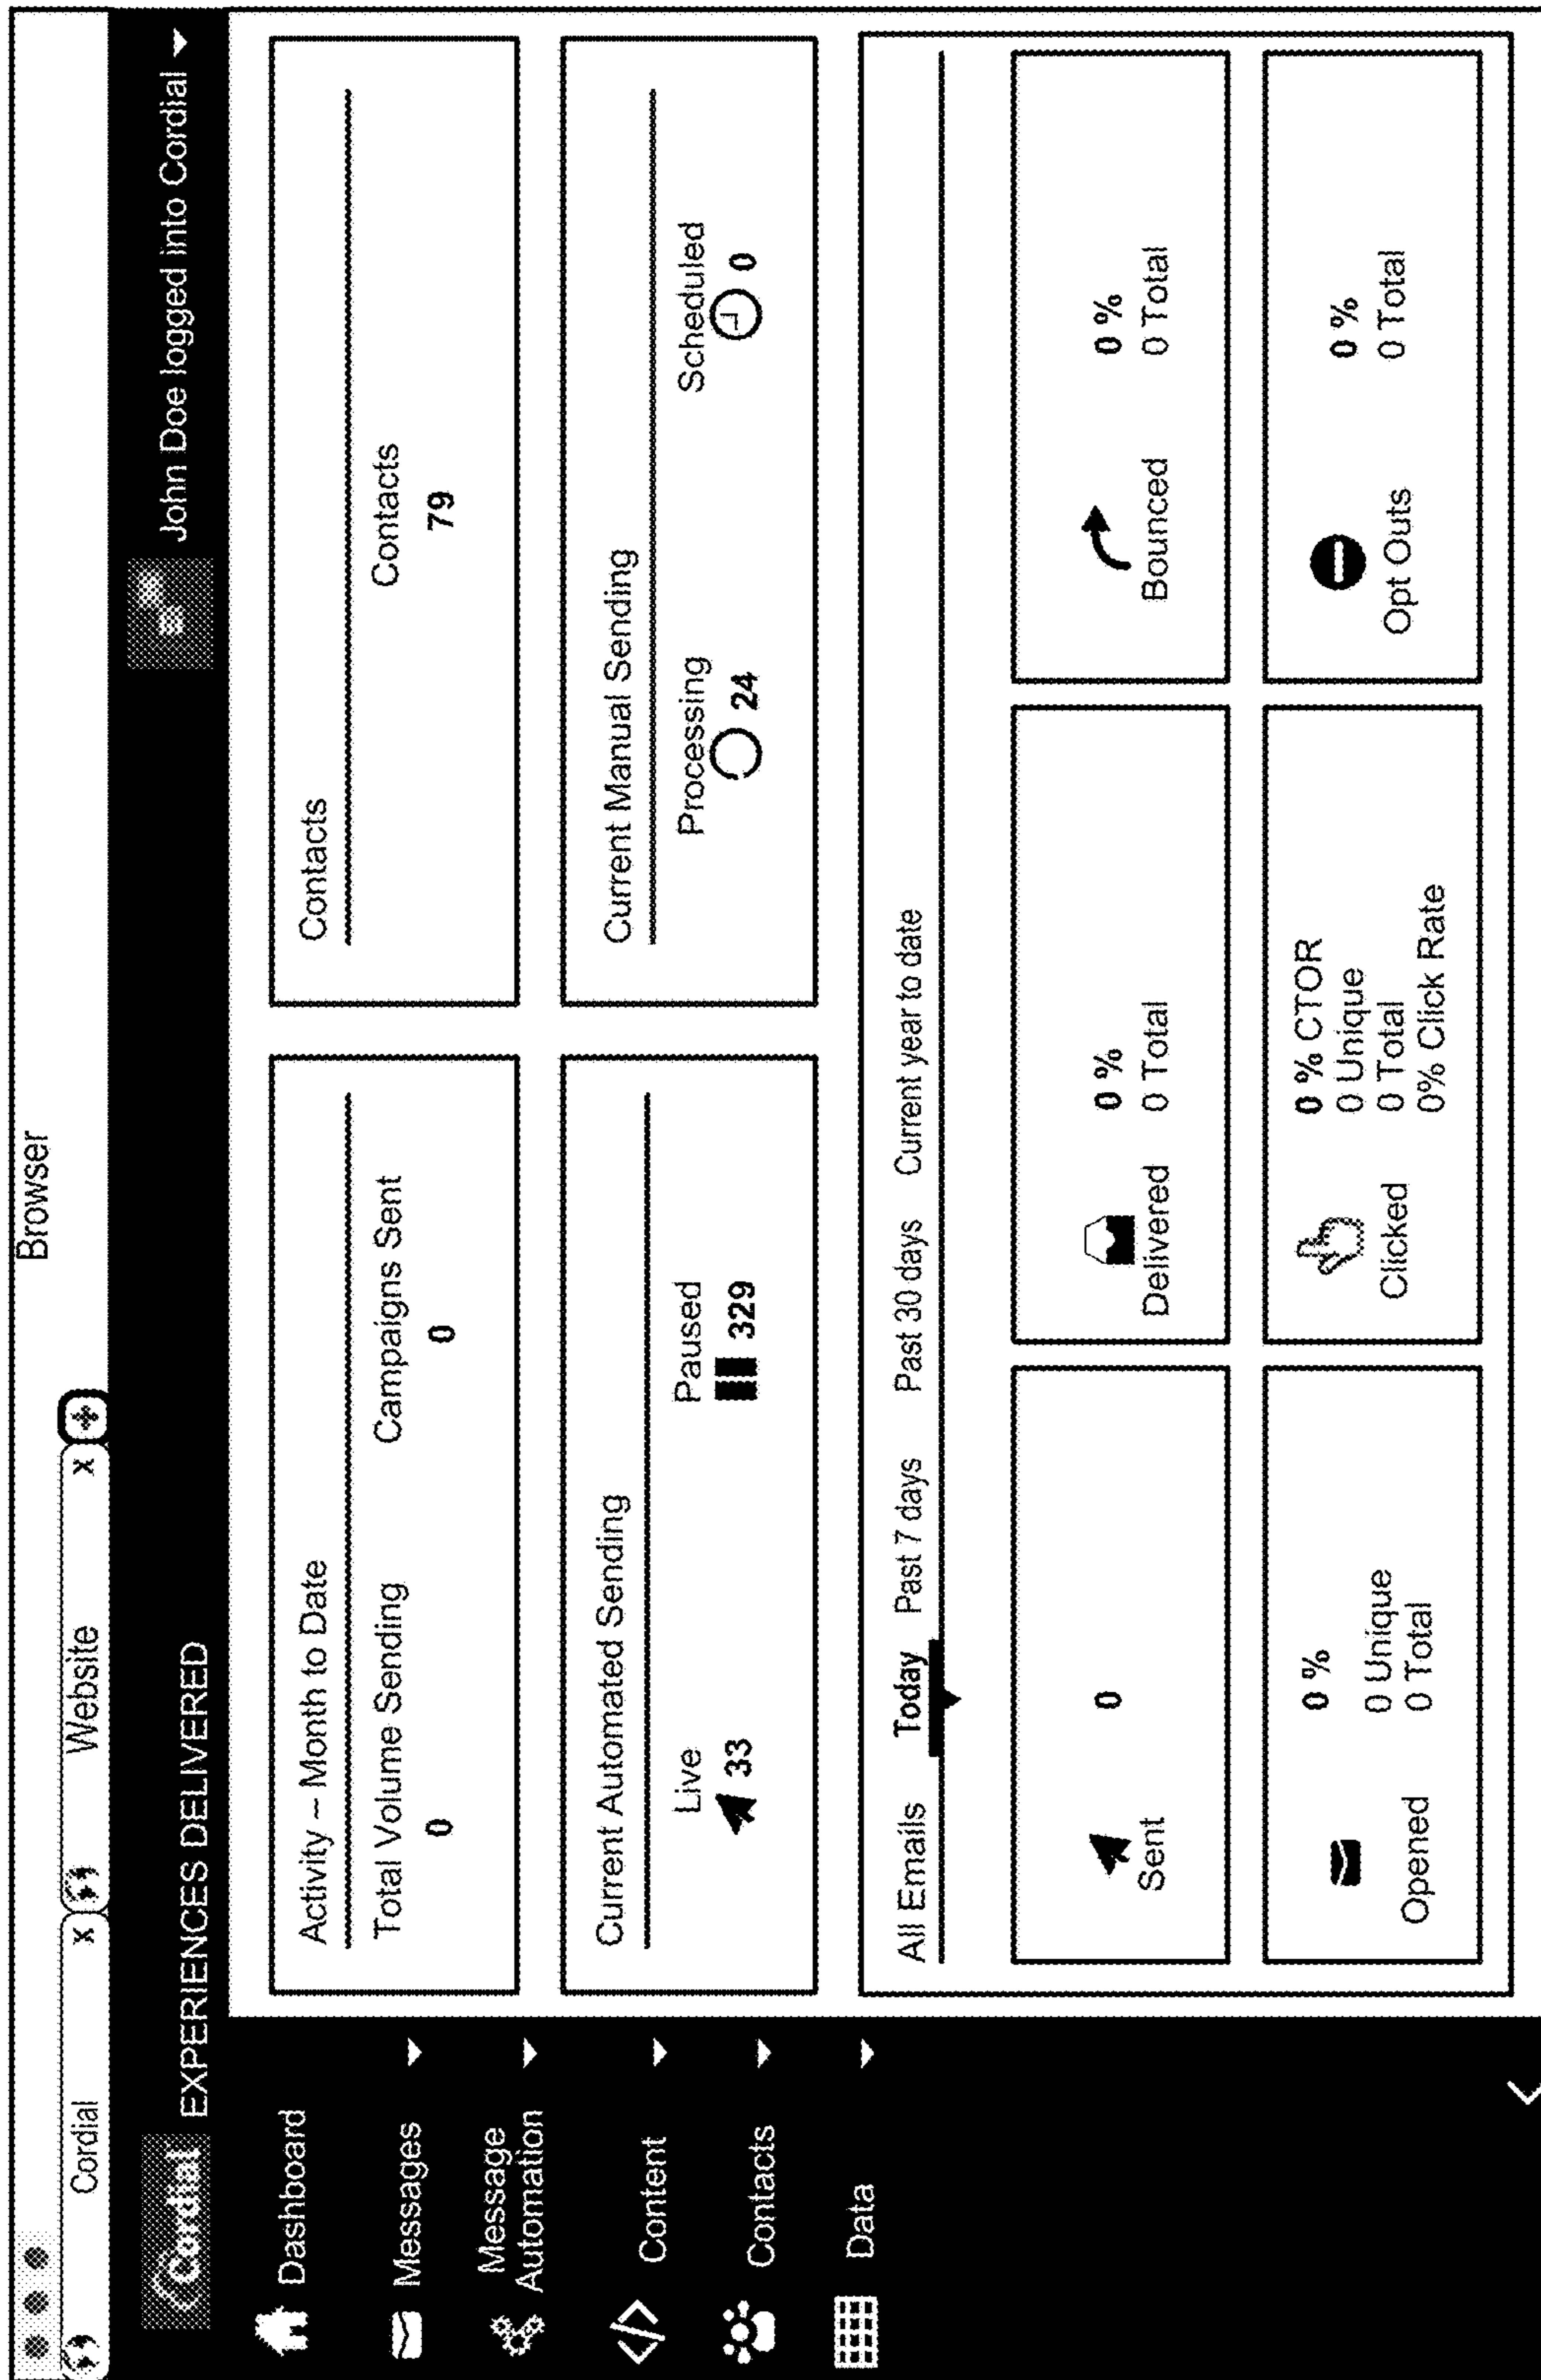 Browser
Cordial x
Website x
Cordial EXPERIENCES DELIVERED
John Doe logged into Cordial
Dashboard
Messages
Message
Automation
Content
Contacts
Data
Activity – Month to Date
Total Volume Sending Campaigns Sent
0 0
Contacts
Contacts
79
Current Automated Sending
Live Paused
33 329
Current Manual Sending
Processing Scheduled
24 0
All Emails Today Past 7 days Past 30 days Current year to date
0
Sent
0 %
0 Total
Delivered
0 %
0 Total
Bounced
0 %
0 Unique
0 Total
Opened
0 % CTOR
0 Unique
0 Total
0% Click Rate
Clicked
0 %
0 Total
Opt Outs